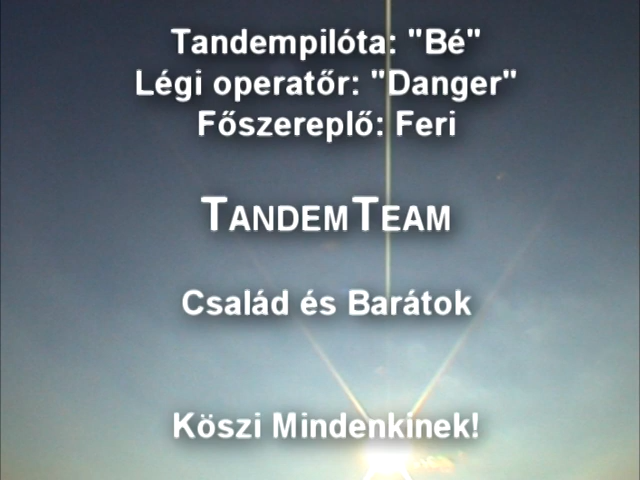 Tandempilóta: "Bé"
Légi operatőr: "Danger"
Főszereplő: Feri
TANDEMTEAM
Család és Barátok
Köszi Mindenkinek!